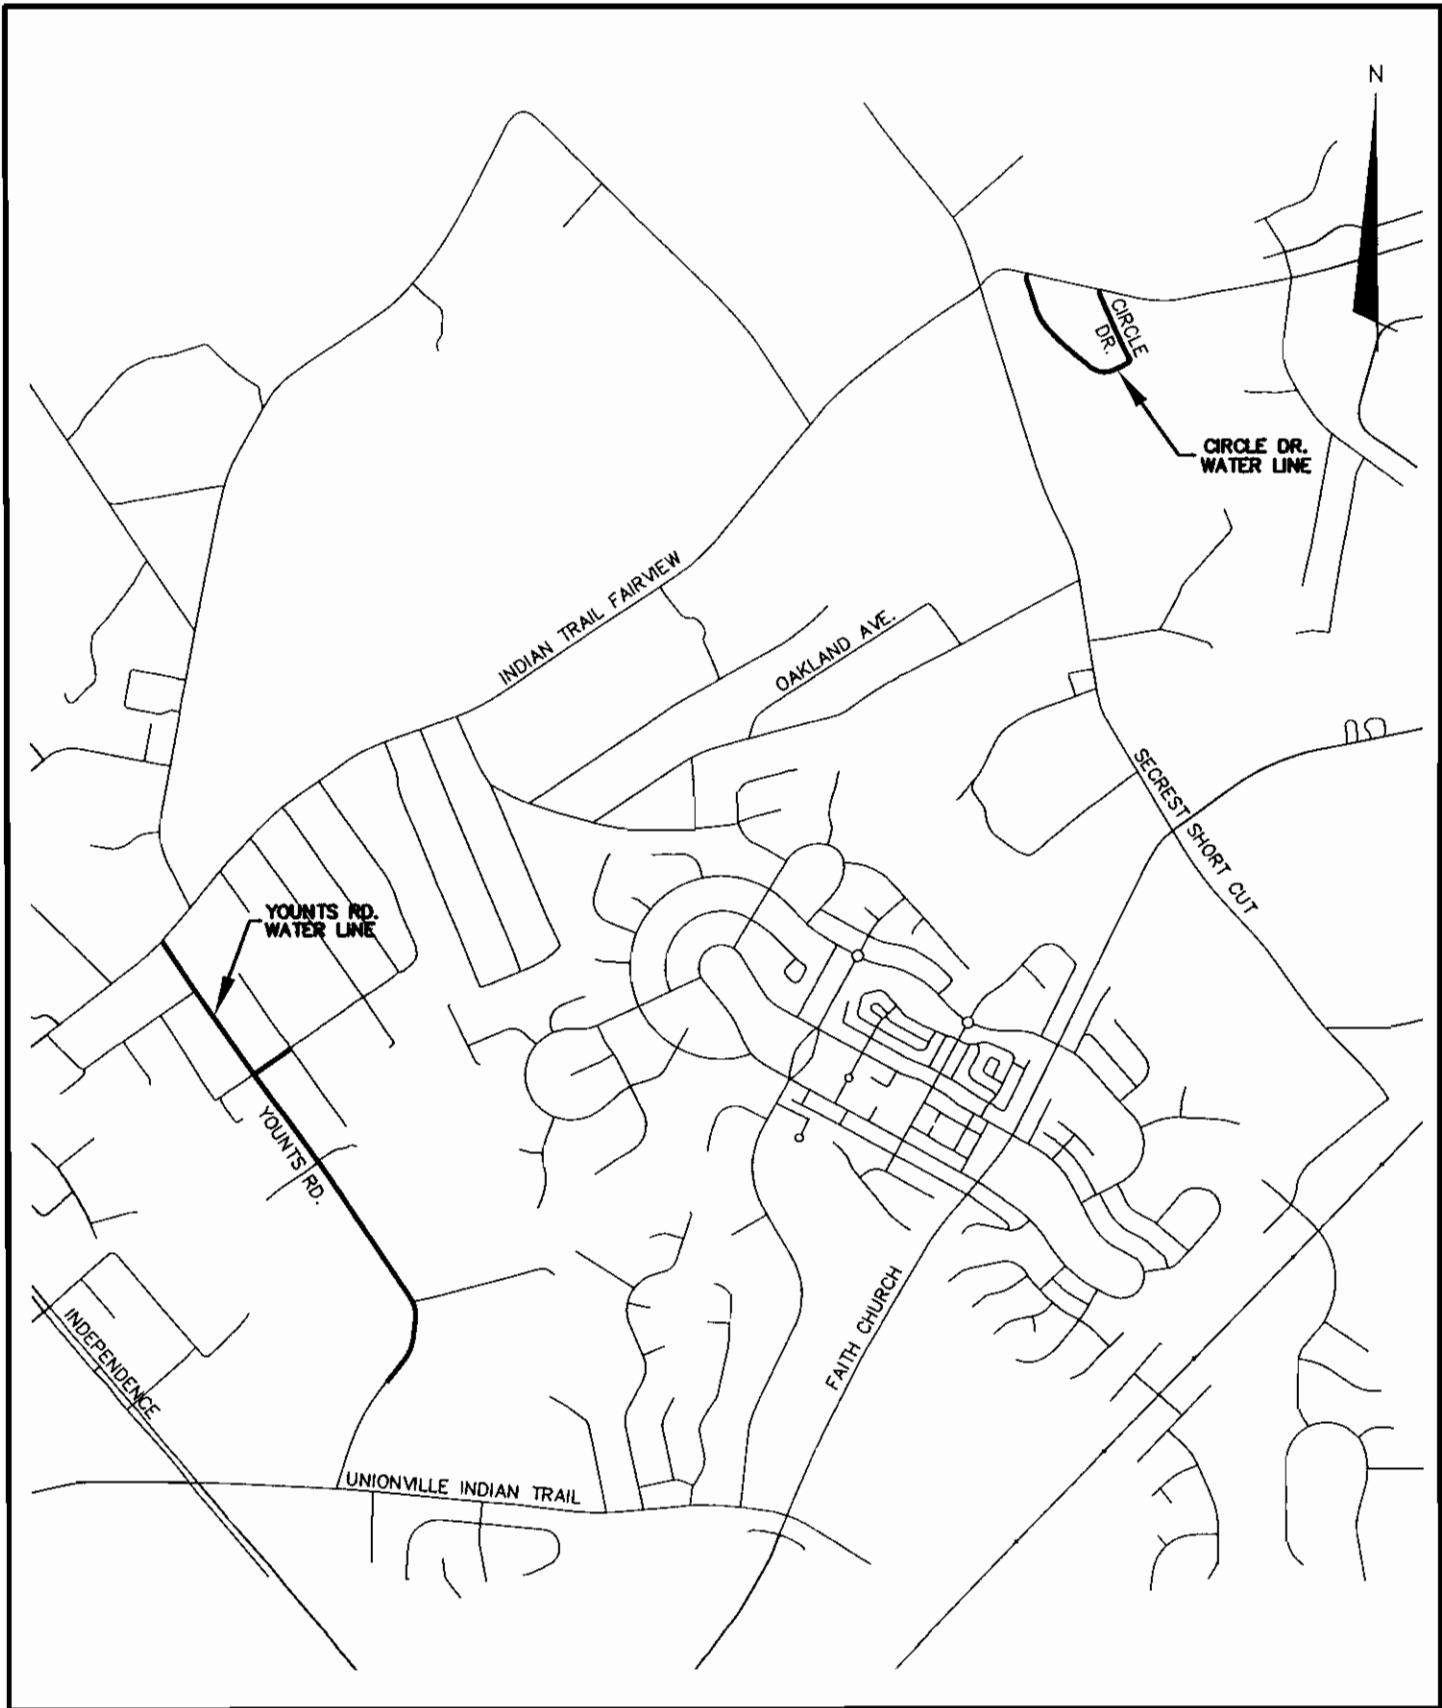 N
CIRCLE
DR.
CIRCLE DR.
WATER LINE
INDIAN TRAIL FAIRVIEW
OAKLAND AVE.
SECREST SHORT CUT
YOUNTS RD.
WATER LINE
YOUNTS RD.
INDEPENDENCE
FAITH CHURCH
UNIONVILLE INDIAN TRAIL